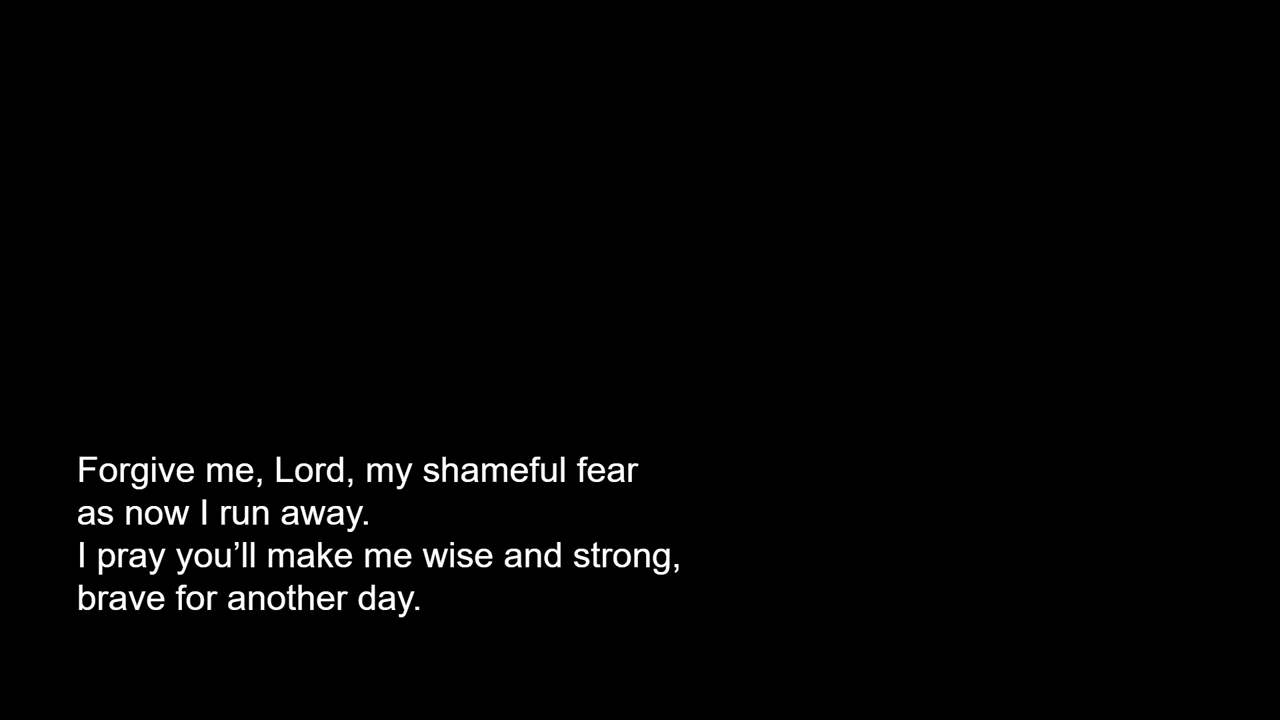 Forgive me, Lord, my shameful fear
as now I run away.
I pray you’ll make me wise and strong,
brave for another day.